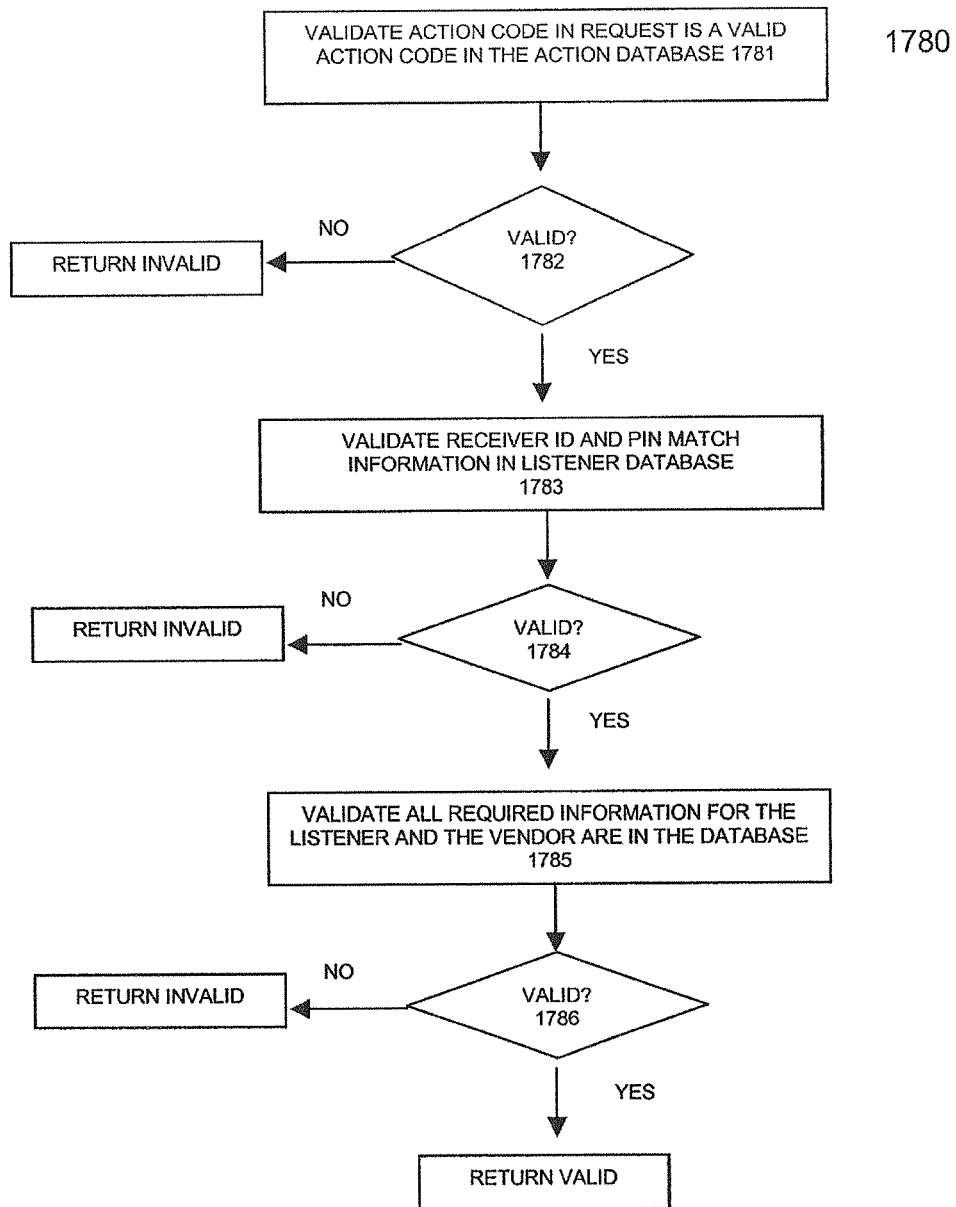 VALIDATE ACTION CODE IN REQUEST IS A VALID
ACTION CODE IN THE ACTION DATABASE 1781
1780
VALID?
1782
NO
RETURN INVALID
YES
VALIDATE RECEIVER ID AND PIN MATCH
INFORMATION IN LISTENER DATABASE
1783
VALID?
1784
NO
RETURN INVALID
YES
VALIDATE ALL REQUIRED INFORMATION FOR THE
LISTENER AND THE VENDOR ARE IN THE DATABASE
1785
VALID?
1786
NO
RETURN INVALID
YES
RETURN VALID